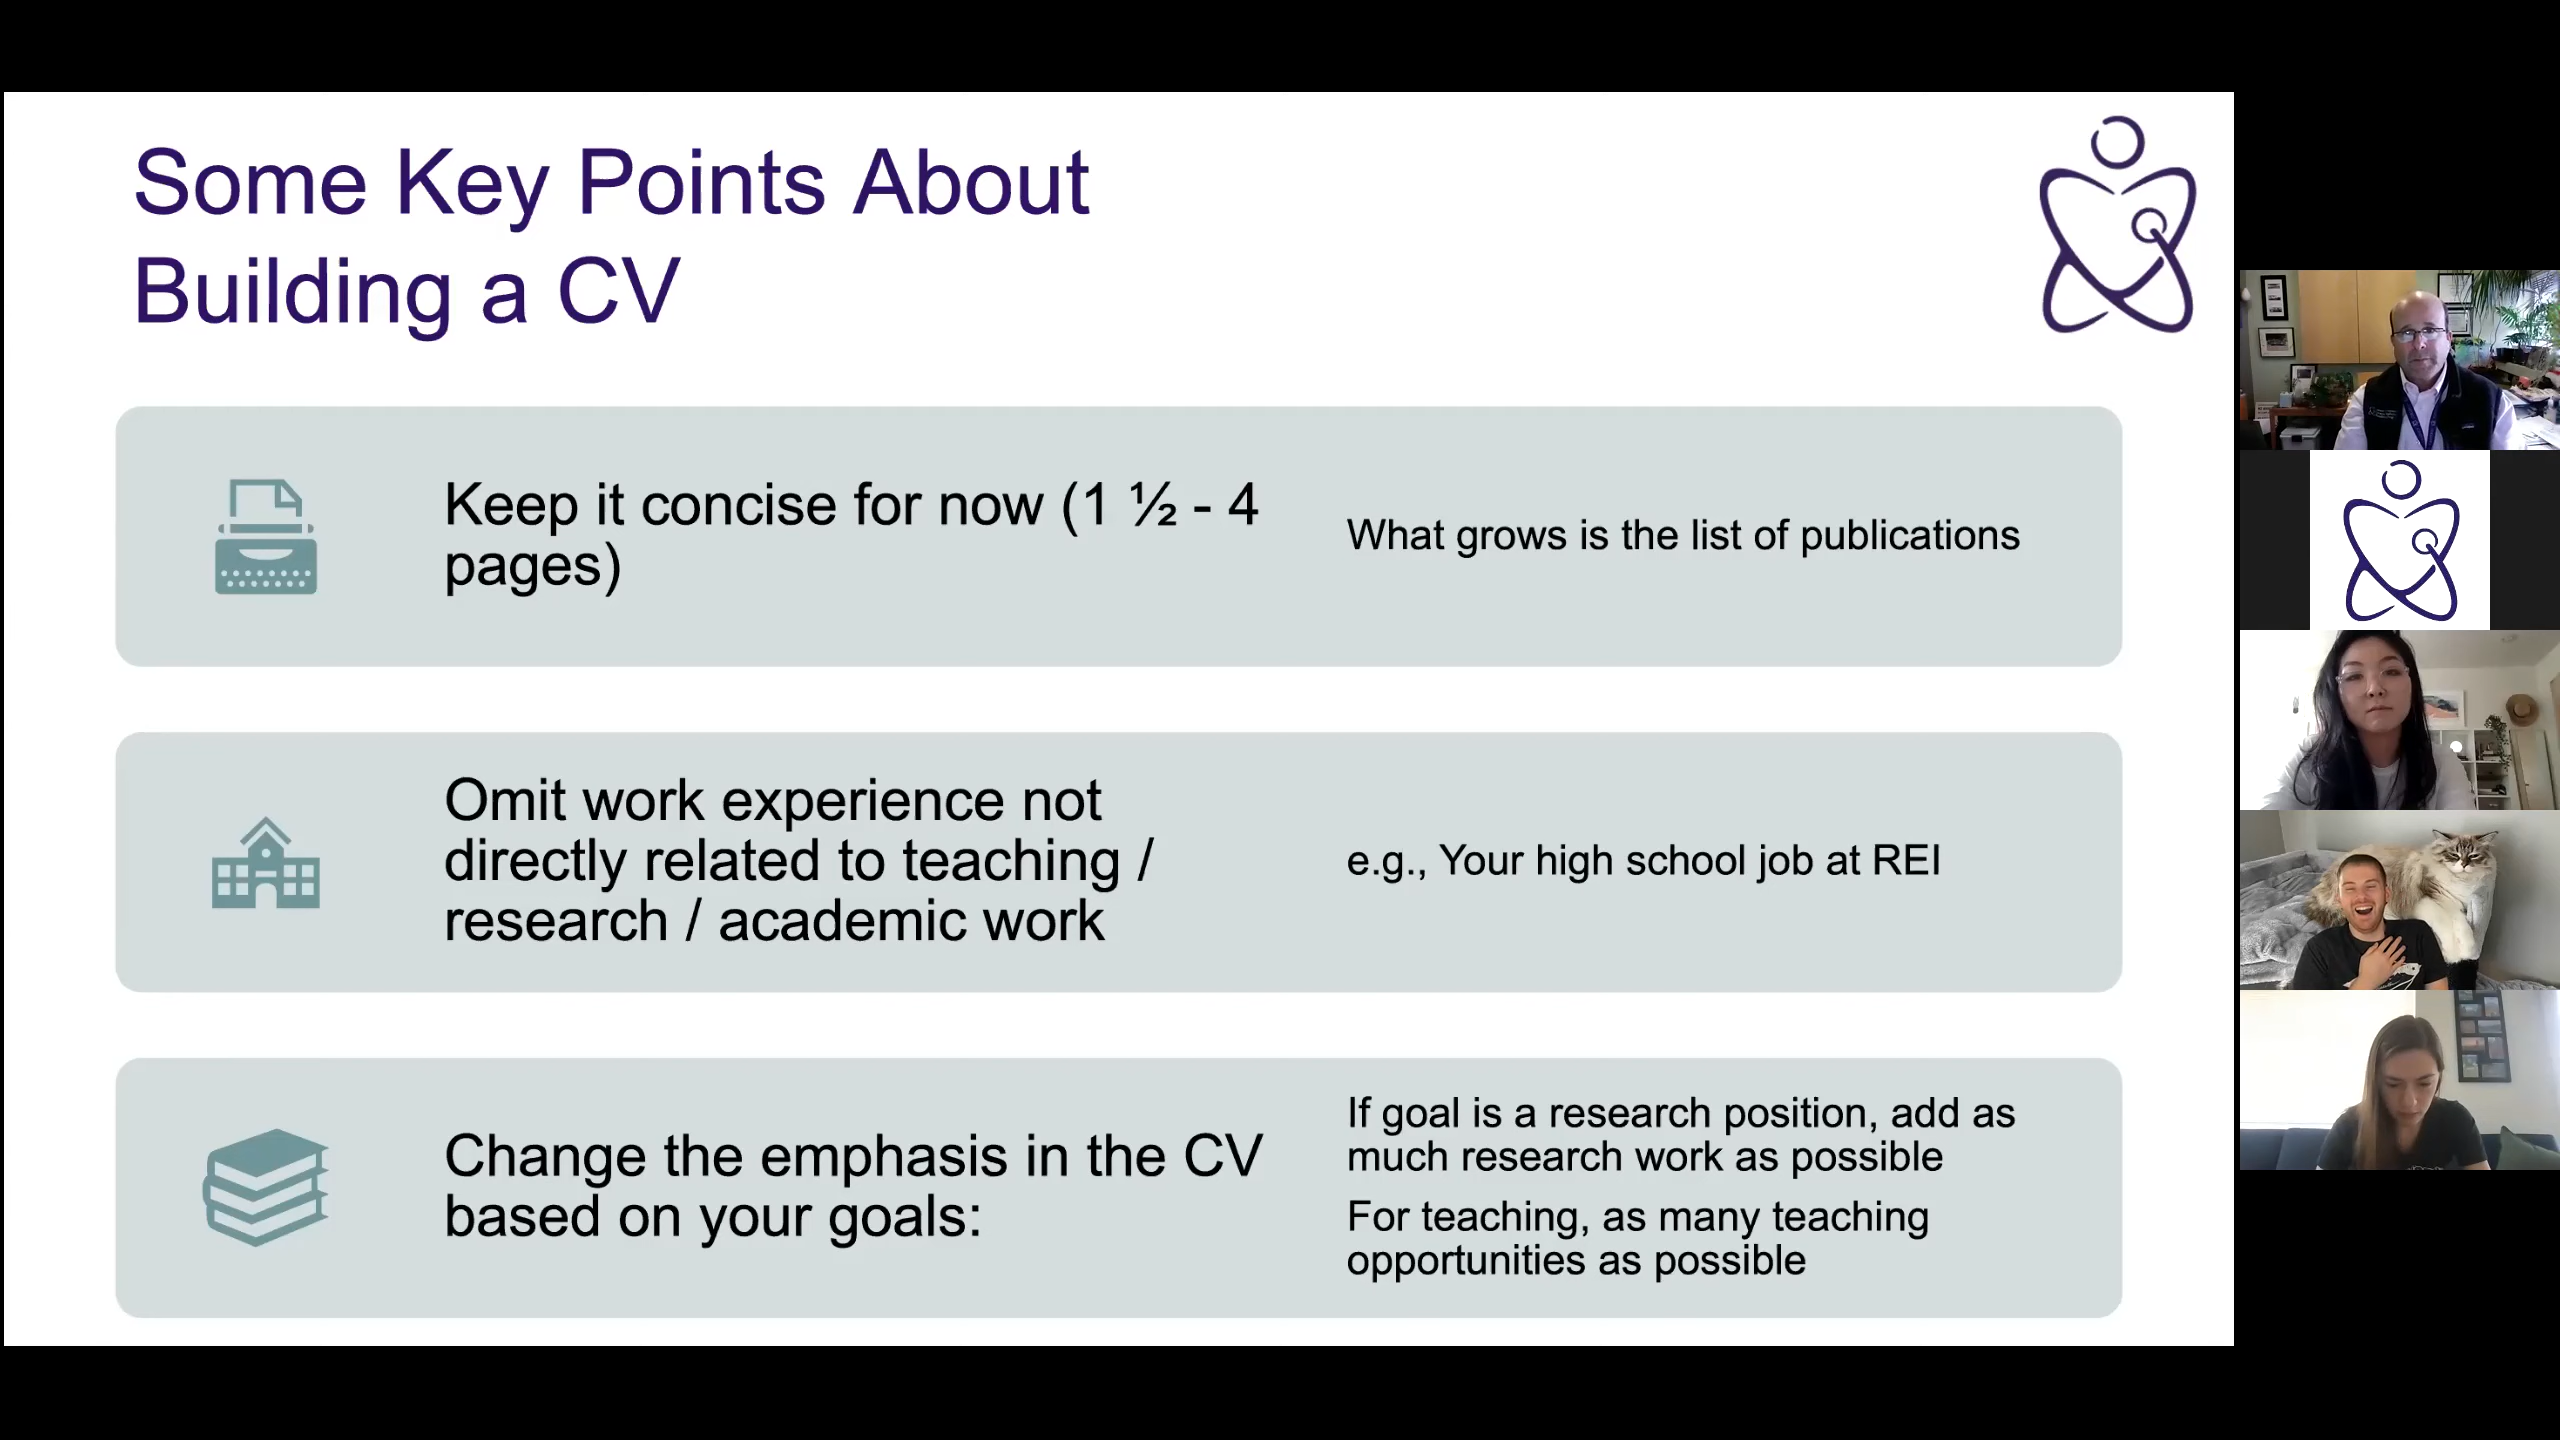 Some Key Points About
Building a CV
Keep it concise for now (1 ½ - 4
pages)
What grows is the list of publications
Omit work experience not
directly related to teaching /
research / academic work
e.g., Your high school job at REI
Change the emphasis in the CV
based on your goals:
If goal is a research position, add as
much research work as possible
For teaching, as many teaching
opportunities as possible